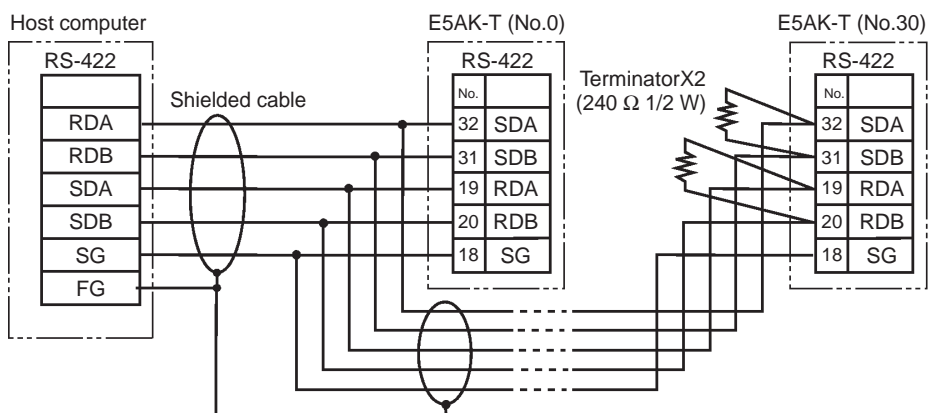 Host computer
RS-422
RDA
RDB
SDA
SDB
SG
FG
Shielded cable
E5AK-T (No.0)
RS-422
No.
32 SDA
31 SDB
19 RDA
20 RDB
18 SG
TerminatorX2
(240 Ω 1/2 W)
E5AK-T (No.30)
RS-422
No.
32 SDA
31 SDB
19 RDA
20 RDB
18 SG